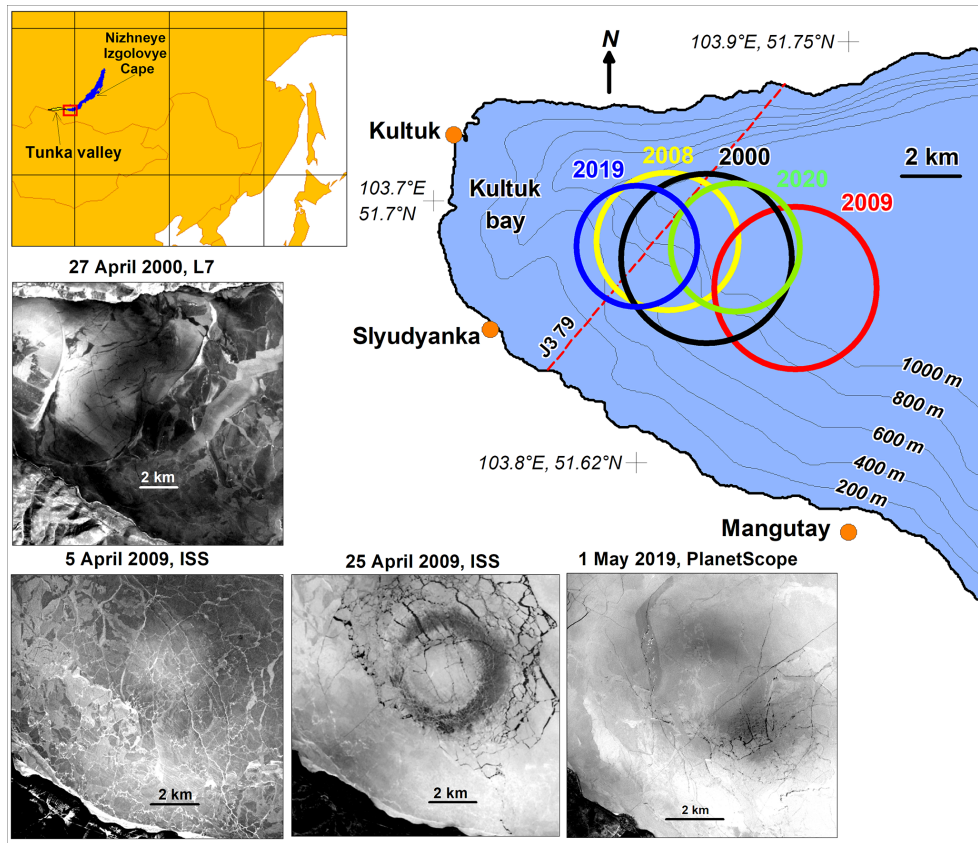 Nizhneye
Izgolovye
Cape
Tunka valley
N
103.9°E, 51.75°N
Kultuk
103.7°E
51.7°N
Kultuk
bay
2019
2008
2000
2020
2009
2 km
Slyudyanka
J3 79
1000 m
800 m
600 m
400 m
200 m
103.8°E, 51.62°N
Mangutay
27 April 2000, L7
2 km
5 April 2009, ISS
2 km
25 April 2009, ISS
2 km
1 May 2019, PlanetScope
2 km